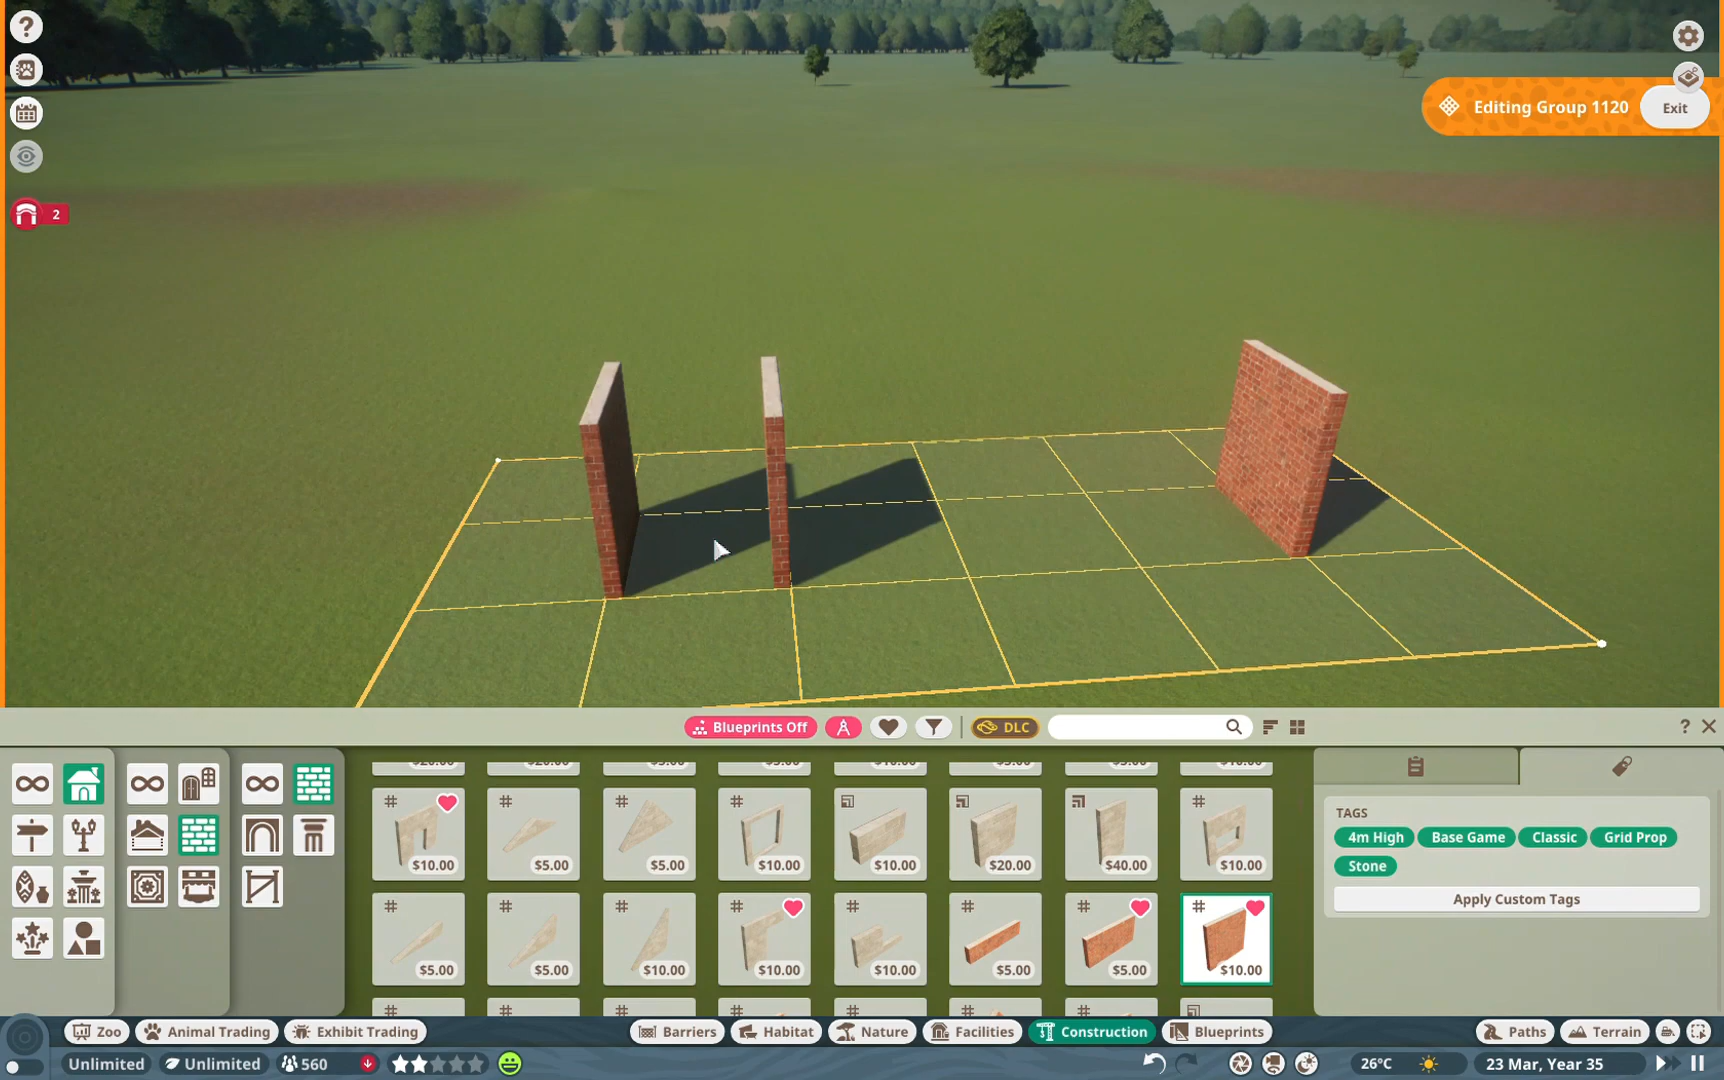 ?
Editing Group 1120 Exit
2
Blueprints Off DLC ?
$10.00 $5.00 $5.00 $10.00 $10.00 $20.00 $40.00 $10.00
$5.00 $5.00 $10.00 $10.00 $10.00 $5.00 $5.00 $10.00
TAGS
4m High Base Game Classic Grid Prop
Stone
Apply Custom Tags
Zoo Animal Trading Exhibit Trading Barriers Habitat Nature Facilities Construction Blueprints Paths Terrain
Unlimited Unlimited 560 26°C 23 Mar, Year 35